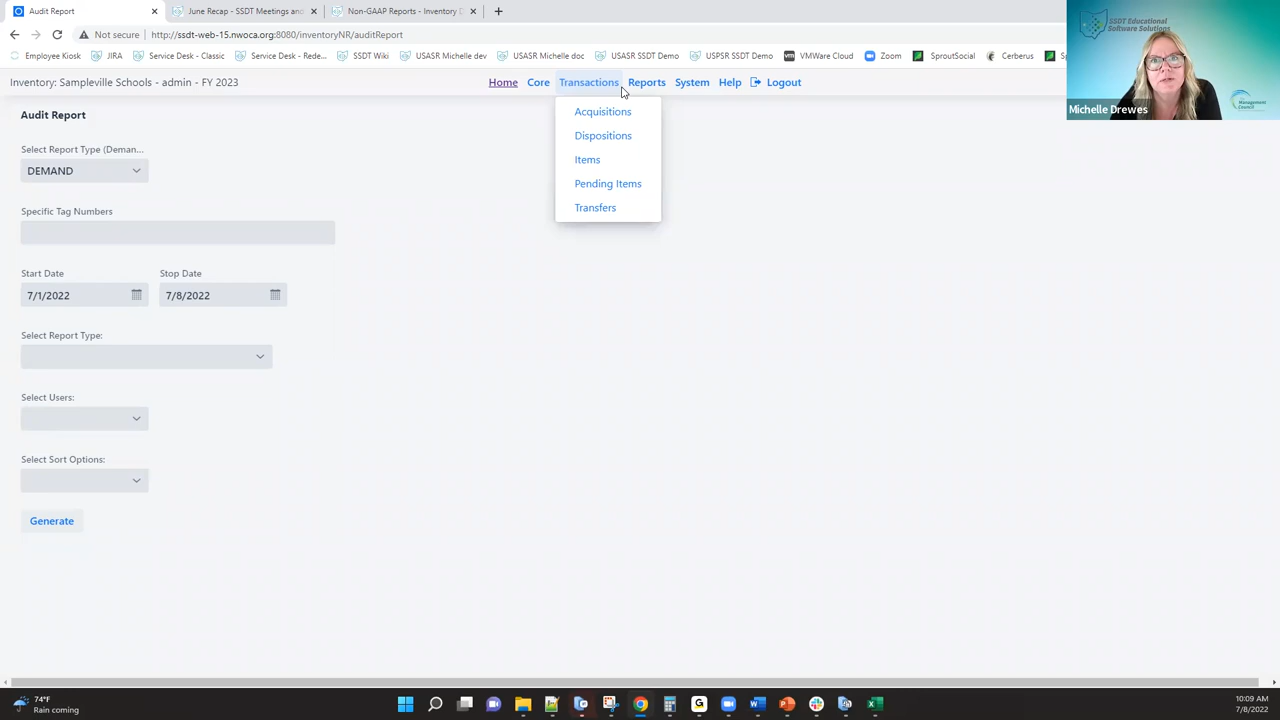 Audit Report
June Recap - SSDT Meetings and
Non-GAAP Reports - Inventory D
Not secure
http://ssdt-web-15.nwoca.org:8080/inventoryNR/auditReport
Employee Kiosk
JIRA
Service Desk - Classic
Service Desk - Rede...
SSDT Wiki
USASR Michelle dev
USASR Michelle doc
USASR SSDT Demo
USPSR SSDT Demo
VMWare Cloud
Zoom
SproutSocial
Cerberus
SSDT Educational
Software Solutions
Michelle Drewes
Management
Council
Inventory: Sampleville Schools - admin - FY 2023
Home
Core
Transactions
Reports
System
Help
Logout
Acquisitions
Dispositions
Items
Pending Items
Transfers
Audit Report
Select Report Type (Deman...
DEMAND
Specific Tag Numbers
Start Date
Stop Date
7/1/2022
7/8/2022
Select Report Type:
Select Users:
Select Sort Options:
Generate
74°F
Rain coming
10:09 AM
7/8/2022